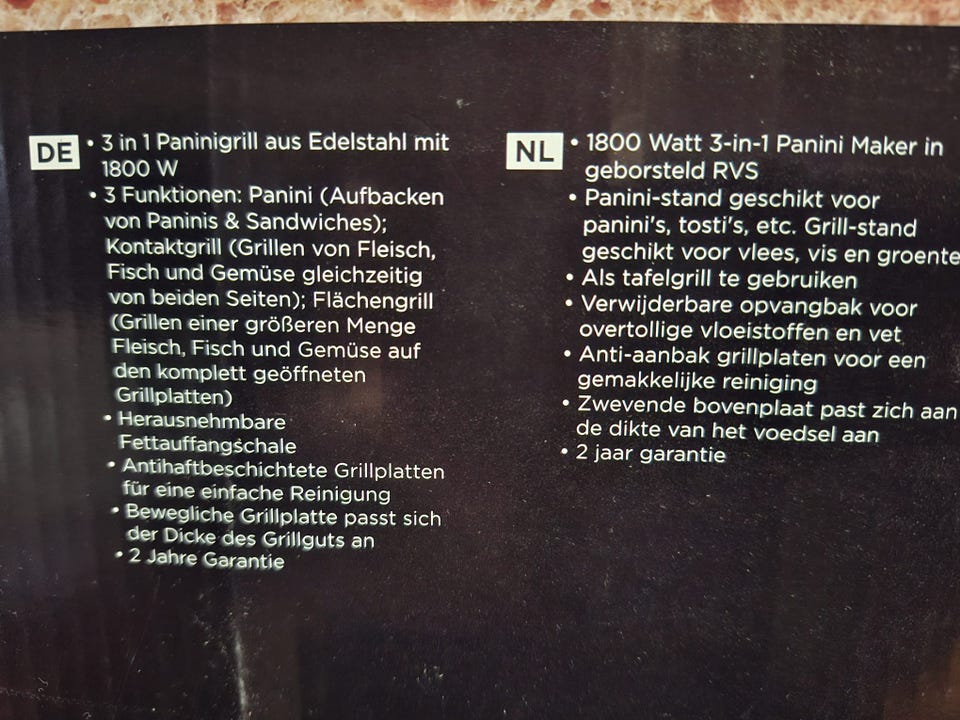 DE
• 3 in 1 Paninigrill aus Edelstahl mit
1800 W
• 3 Funktionen: Panini (Aufbacken
von Paninis & Sandwiches);
Kontaktgrill (Grillen von Fleisch,
Fisch und Gemüse gleichzeitig
von beiden Seiten); Flächengrill
(Grillen einer größeren Menge
Fleisch, Fisch und Gemüse auf
den komplett geöffneten
Grillplatten)
• Herausnehmbare
Fettauffangschale
• Antihaftbeschichtete Grillplatten
für eine einfache Reinigung
• Bewegliche Grillplatte passt sich
der Dicke des Grillguts an
• 2 Jahre Garantie
NL
• 1800 Watt 3-in-1 Panini Maker in
geborsteld RVS
• Panini-stand geschikt voor
panini's, tosti's, etc. Grill-stand
geschikt voor vlees, vis en groente
• Als tafelgrill te gebruiken
• Verwijderbare opvangbak voor
overtollige vloeistoffen en vet
• Anti-aanbak grillplaten voor een
gemakkelijke reiniging
• Zwevende bovenplaat past zich aan
de dikte van het voedsel aan
• 2 jaar garantie